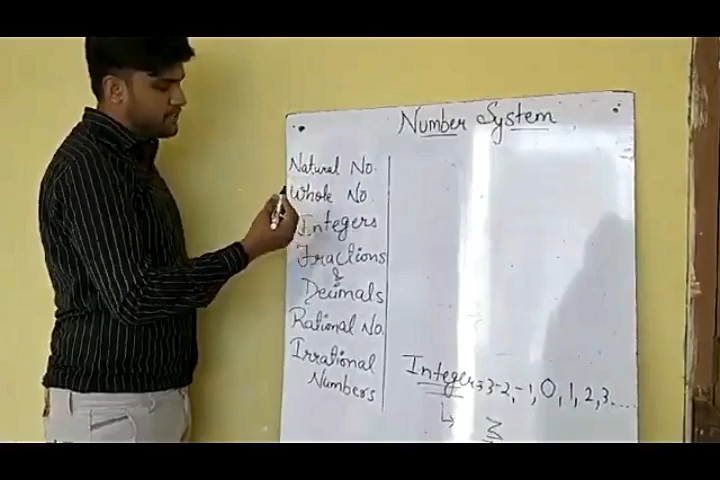 Number System
Natural No.
Whole No.
Integers
Fractions
&
Decimals
Rational No.
Irrational
Numbers
Integers 3-2,-1,0,1,2,3....
↳ Z